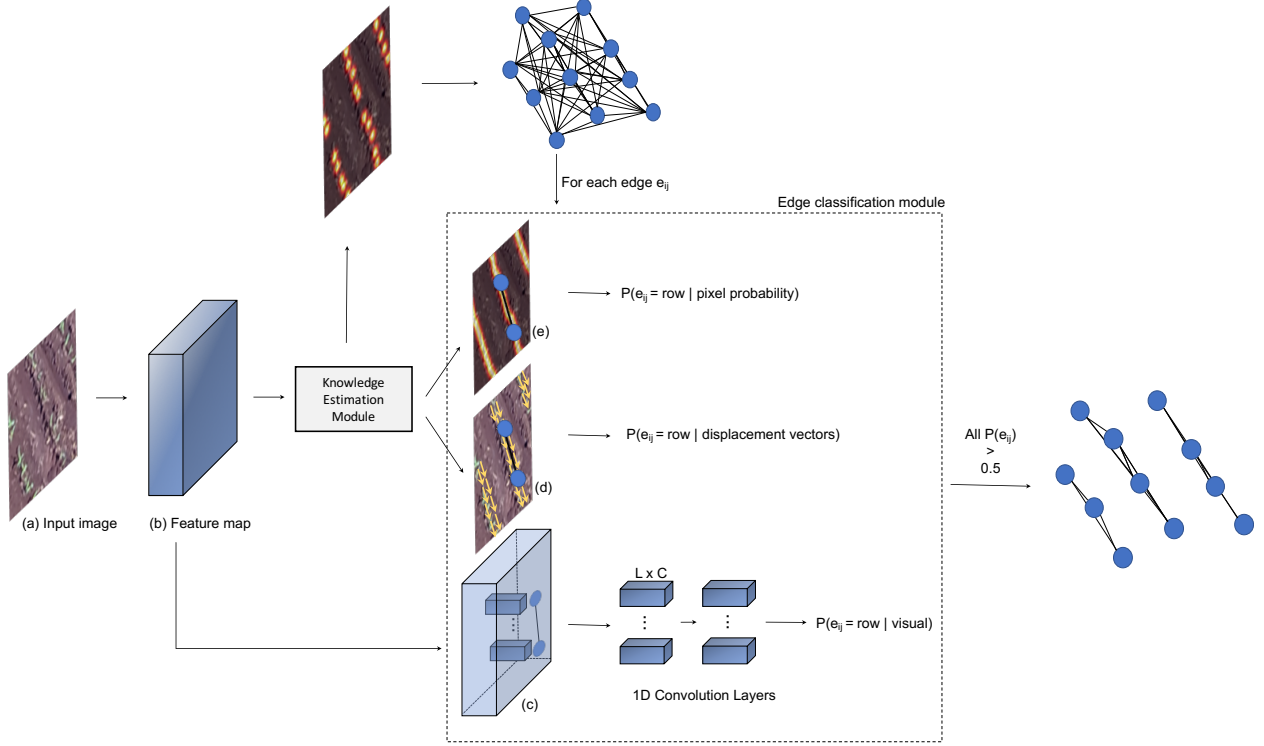 For each edge eij
Edge classification module
P(eij = row | pixel probability)
(e)
Knowledge
Estimation
Module
P(eij = row | displacement vectors)
(d)
All P(eij)
>
0.5
(a) Input image
(b) Feature map
L x C
P(eij = row | visual)
(c)
1D Convolution Layers